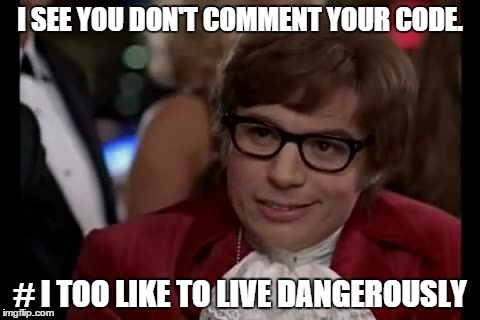 I SEE YOU DON'T COMMENT YOUR CODE.
# I TOO LIKE TO LIVE DANGEROUSLY
imgflip.com